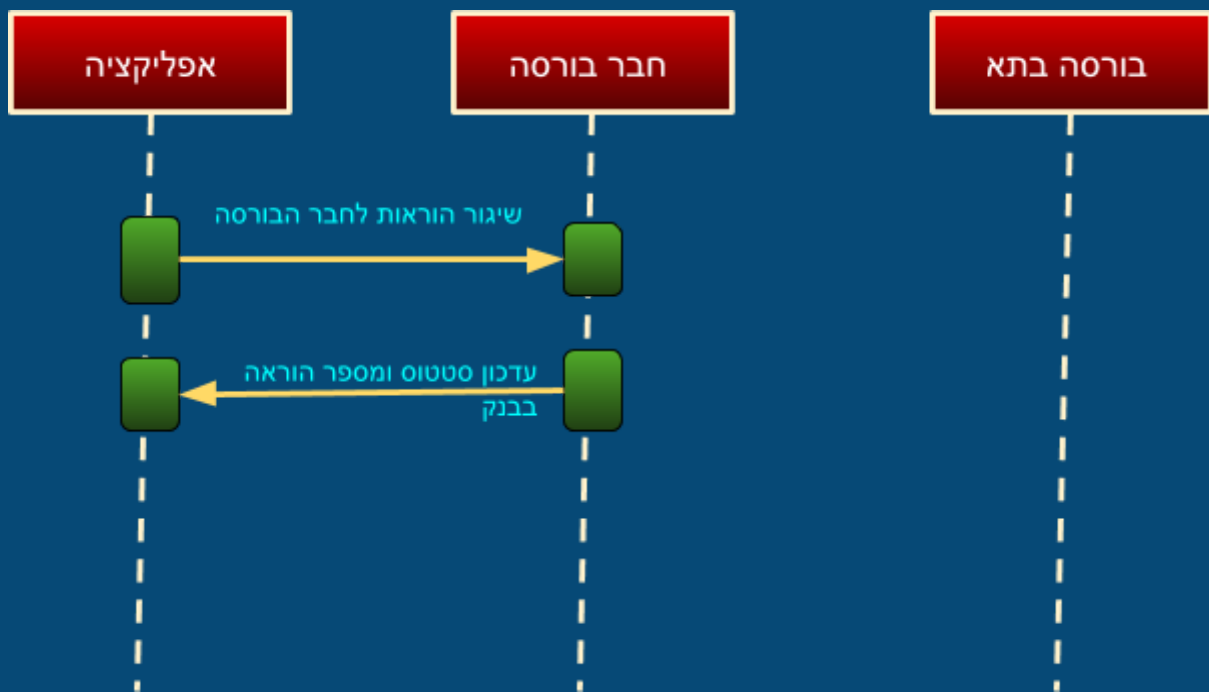 אפליקציה
חבר בורסה
בורסה בתא
שיגור הוראות לחבר הבורסה
עדכון סטטוס ומספר הוראה
בבנק